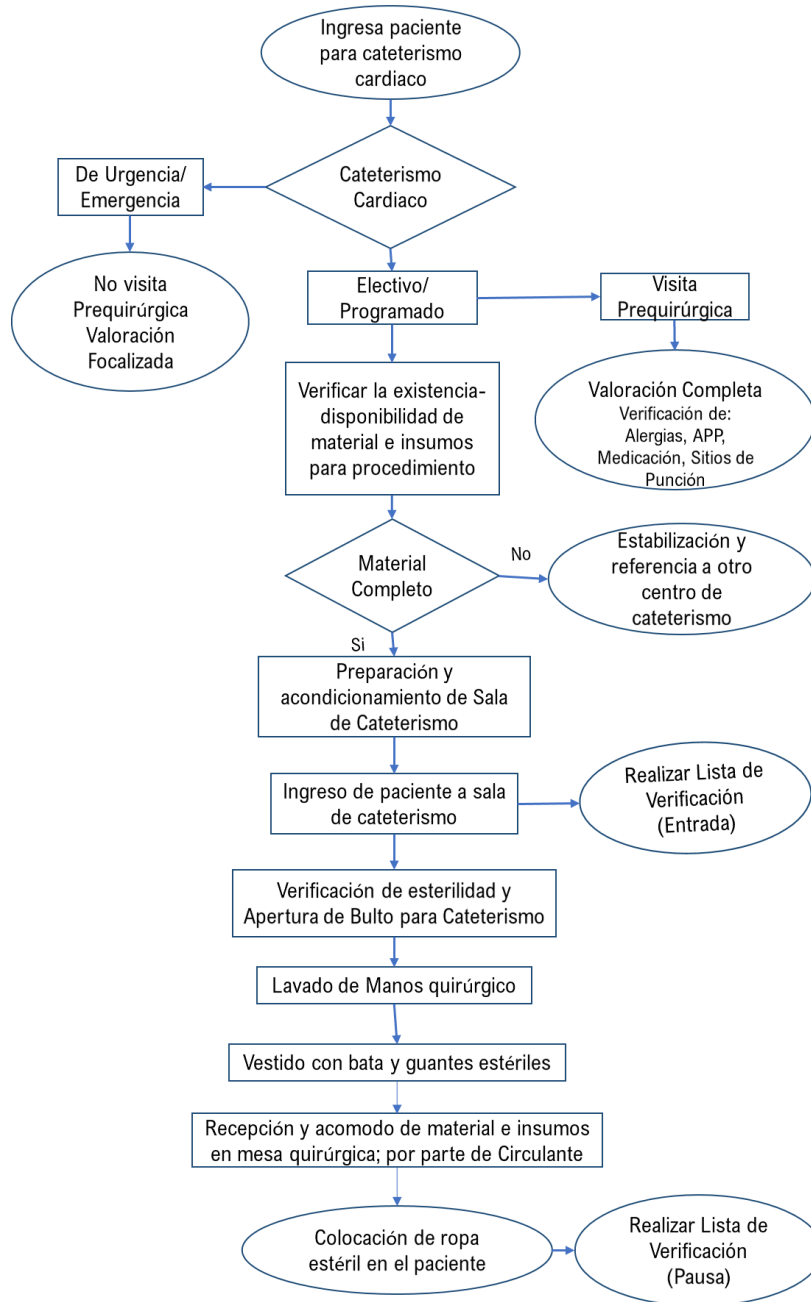 Ingresa paciente
para cateterismo
cardiaco
De Urgencia/
Emergencia
Cateterismo
Cardiaco
No visita
Prequirúrgica
Valoración
Focalizada
Electivo/
Programado
Visita
Prequirúrgica
Verificar la existencia-
disponibilidad de
material e insumos
para procedimiento
Valoración Completa
Verificación de:
Alergias, APP,
Medicación, Sitios de
Punción
Material
Completo
No
Estabilización y
referencia a otro
centro de
cateterismo
Si
Preparación y
acondicionamiento de Sala
de Cateterismo
Ingreso de paciente a sala
de cateterismo
Realizar Lista de
Verificación
(Entrada)
Verificación de esterilidad y
Apertura de Bulto para Cateterismo
Lavado de Manos quirúrgico
Vestido con bata y guantes estériles
Recepción y acomodo de material e insumos
en mesa quirúrgica; por parte de Circulante
Colocación de ropa
estéril en el paciente
Realizar Lista de
Verificación
(Pausa)